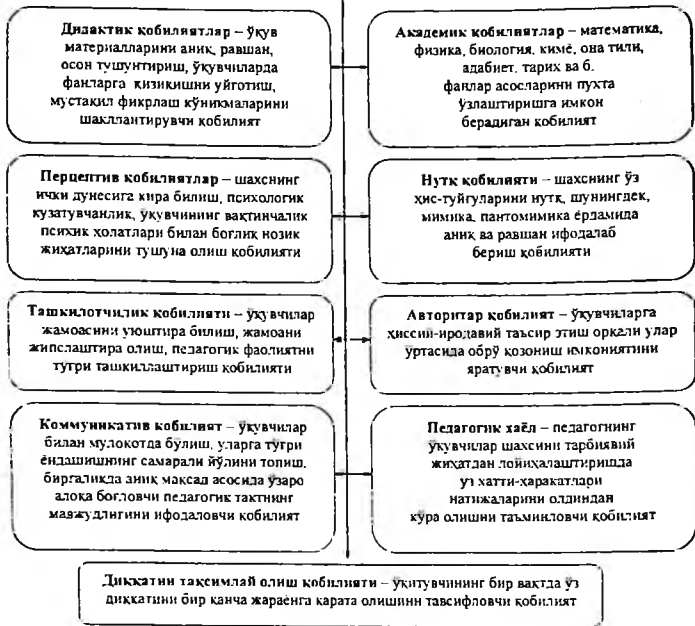 Дидактик қобилиятлар – ўқув
материалларини аниқ, равшан,
осон тушунтириш, ўқувчиларда
фанларга қизиқишни уйғотиш,
мустақил фикрлаш кўникмаларини
шакллантирувчи қобилият
Академик қобилиятлар – математика,
физика, биология, кимё, она тили,
адабиет, тарих ва б.
фанлар асосларини пухта
ўзлаштиришга имкон
берадиган қобилият
Перцептив қобилиятлар – шахснинг
ички дунесига кира билиш, психологик
кузатувчанлик, ўқувчининг вақтинчалик
психик ҳолатлари билан боғлиқ нозик
жиҳатларини тушуна олиш қобилияти
Нутқ қобилияти – шахснинг ўз
ҳис-туйғуларини нутқ, шунингдек,
мимика, пантомимика ёрдамида
аниқ ва равшан ифодалаб
бериш қобилияти
Ташкилотчилик қобилияти – ўқувчилар
жамоасини уюштира билиш, жамоани
жипслаштира олиш, педагогик фаолиятни
тўғри ташкиллаштириш қобилияти
Авторитар қобилият – ўқувчиларга
ҳиссий-иродавий таъсир этиш орқали улар
ўртасида обрў қозониш имкониятини
яратувчи қобилият
Коммуникатив қобилият – ўқувчилар
билан мулоқотда бўлиш, уларга тўғри
ёндашишнинг самарали йўлини топиш,
биргаликда аниқ мақсад асосида ўзаро
алоқа боғловчи педагогик тактнинг
мавжудлигини ифодаловчи қобилият
Педагогик хаёл – педагогнинг
ўқувчилар шахсини тарбиявий
жиҳатдан лойиҳалаштиришда
ўз хатти-ҳаракатлари
натижаларини олдиндан
кўра олишни таъминловчи қобилият
Диққатни тақсимлай олиш қобилияти – ўқитувчининг бир вақтда ўз
диққатини бир қанча жараёнга қарата олишини тавсифловчи қобилият